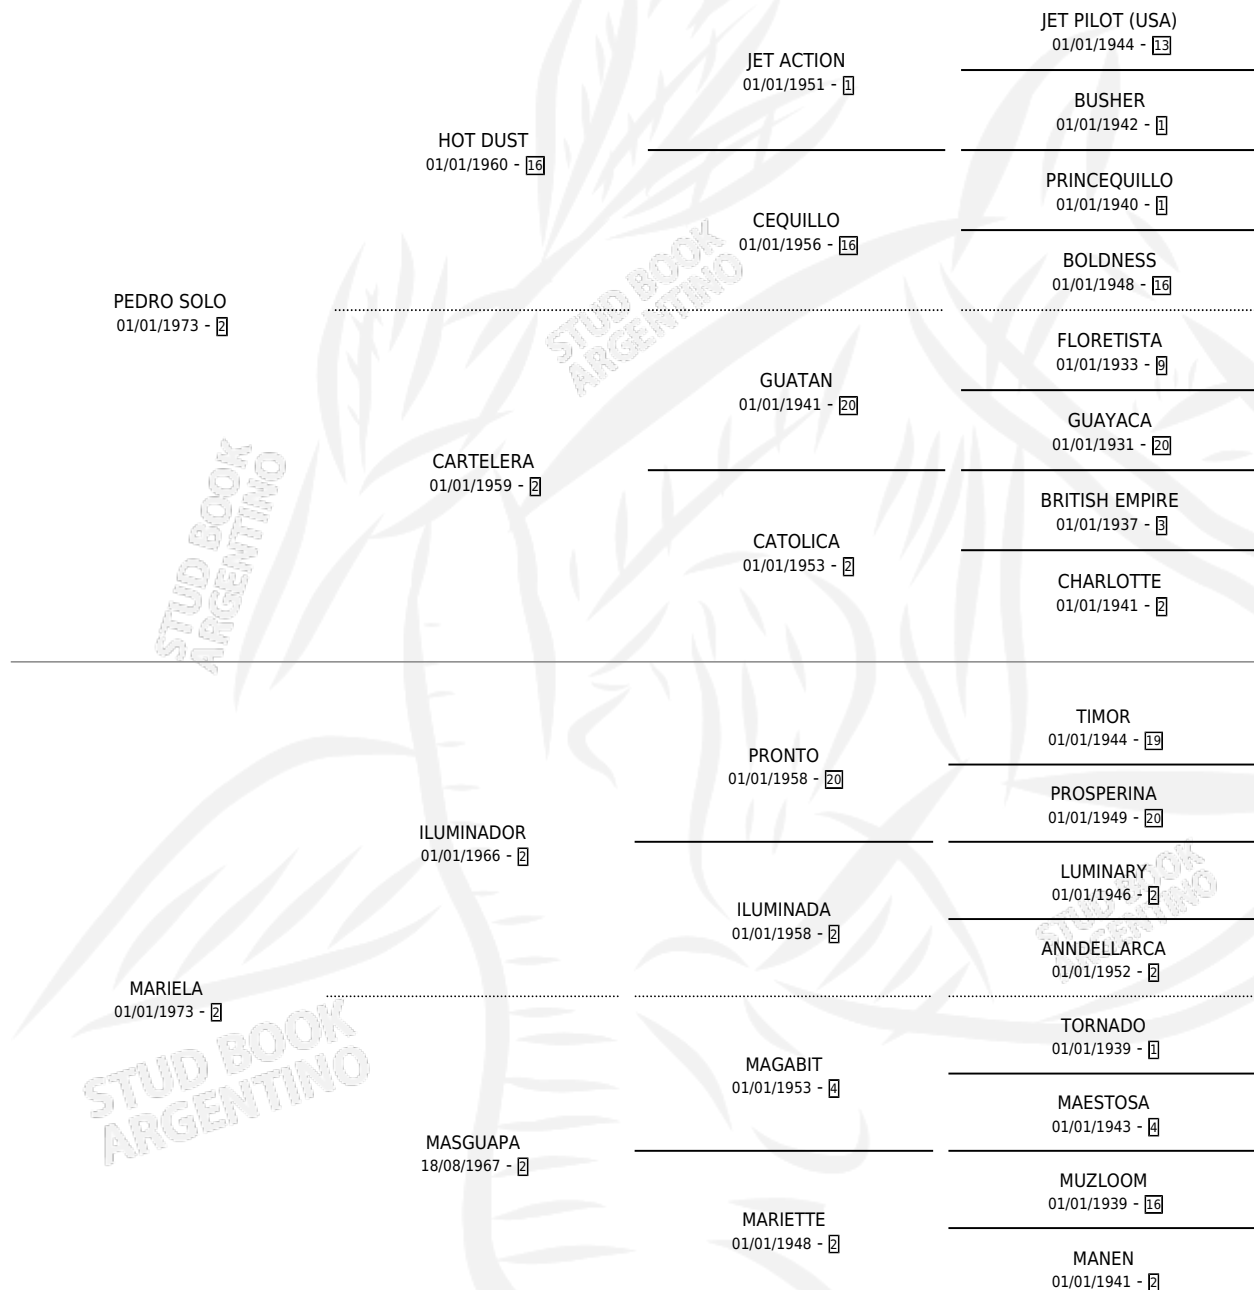 JET PILOT (USA)
01/01/1944 - 13
JET ACTION
01/01/1951 - 1
BUSHER
01/01/1942 - 1
HOT DUST
01/01/1960 - 16
PRINCEQUILLO
01/01/1940 - 1
CEQUILLO
01/01/1956 - 16
BOLDNESS
01/01/1948 - 16
PEDRO SOLO
01/01/1973 - 2
STUD BOOK
ARGENTINO
FLORETISTA
01/01/1933 - 9
GUATAN
01/01/1941 - 20
GUAYACA
01/01/1931 - 20
CARTELERA
01/01/1959 - 2
BRITISH EMPIRE
01/01/1937 - 3
CATOLICA
01/01/1953 - 2
CHARLOTTE
01/01/1941 - 2
STUD BOOK
ARGENTINO
TIMOR
01/01/1944 - 19
PRONTO
01/01/1958 - 20
PROSPERINA
01/01/1949 - 20
ILUMINADOR
01/01/1966 - 2
LUMINARY
01/01/1946 - 2
ILUMINADA
01/01/1958 - 2
STUD BOOK
ARGENTINO
ANNDELLARCA
01/01/1952 - 2
MARIELA
01/01/1973 - 2
STUD BOOK
ARGENTINO
TORNADO
01/01/1939 - 1
MAGABIT
01/01/1953 - 4
MAESTOSA
01/01/1943 - 4
MASGUAPA
18/08/1967 - 2
MUZLOOM
01/01/1939 - 16
MARIETTE
01/01/1948 - 2
MANEN
01/01/1941 - 2